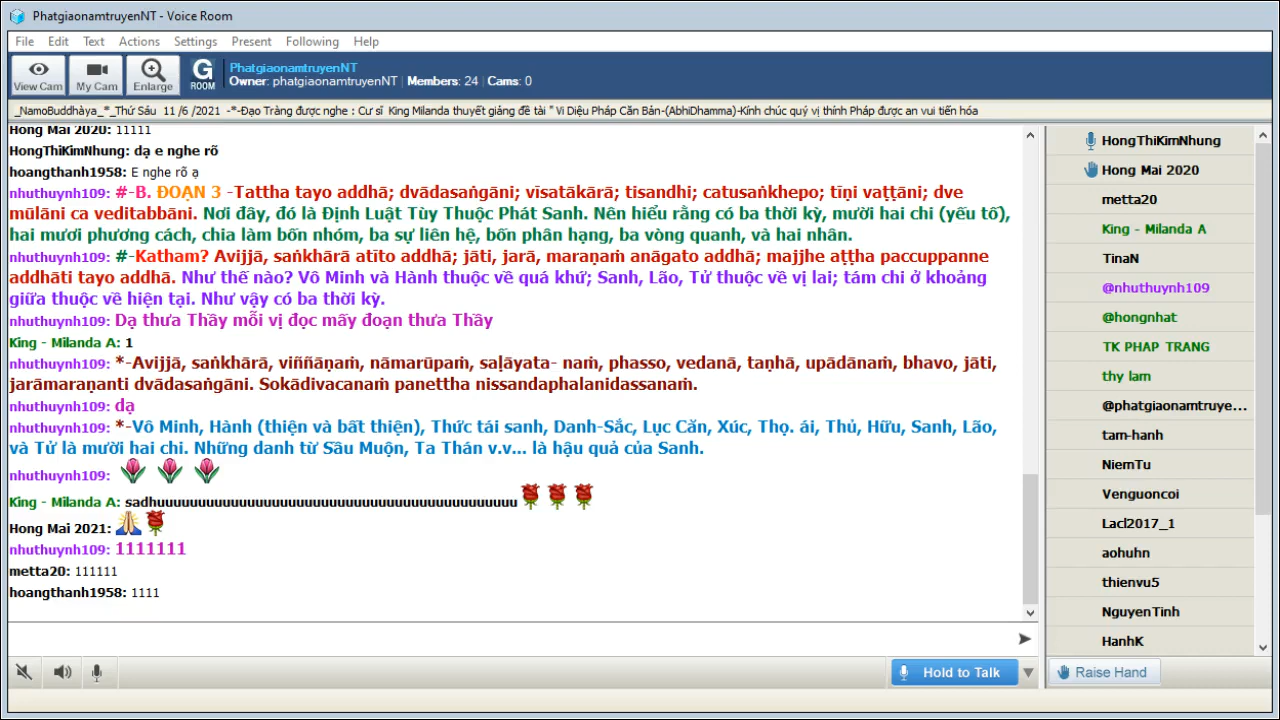 PhatgiaonamtruyenNT - Voice Room
File Edit Text Actions Settings Present Following Help
View Cam
My Cam
Enlarge
G
ROOM
PhatgiaonamtruyenNT
Owner: phatgiaonamtruyenNT | Members: 24 | Cams: 0
_NamoBuddhàya_*_Thứ Sáu 11 /6 /2021 -*-Đạo Tràng được nghe : Cư sĩ King Milanda thuyết giảng đề tài " Vi Diệu Pháp Căn Bản-(AbhiDhamma)-Kính chúc quý vị thính Pháp được an vui tiến hóa
Hong Mai 2020: 11111
HongThiKimNhung: dạ e nghe rõ
hoangthanh1958: E nghe rõ ạ
nhuthuynh109: #-B. ĐOẠN 3 -Tattha tayo addhā; dvādasaṅgāni; vīsatākārā; tisandhi; catusaṅkhepo; tīṇi vaṭṭāni; dve
mūlāni ca veditabbāni. Nơi đây, đó là Định Luật Tùy Thuộc Phát Sanh. Nên hiểu rằng có ba thời kỳ, mười hai chi (yếu tố),
hai mươi phương cách, chia làm bốn nhóm, ba sự liên hệ, bốn phân hạng, ba vòng quanh, và hai nhân.
nhuthuynh109: #-Katham? Avijjā, saṅkhārā atīto addhā; jāti, jarā, maraṇaṁ anāgato addhā; majjhe aṭṭha paccuppanne
addhāti tayo addhā. Như thế nào? Vô Minh và Hành thuộc về quá khứ; Sanh, Lão, Tử thuộc về vị lai; tám chi ở khoảng
giữa thuộc về hiện tại. Như vậy có ba thời kỳ.
nhuthuynh109: Dạ thưa Thầy mỗi vị đọc mấy đoạn thưa Thầy
King - Milanda A: 1
nhuthuynh109: *-Avijjā, saṅkhārā, viññāṇaṁ, nāmarūpaṁ, saḷāyata- naṁ, phasso, vedanā, taṇhā, upādānaṁ, bhavo, jāti,
jarāmaraṇanti dvādasaṅgāni. Sokādivacanaṁ panettha nissandaphalanidassanaṁ.
nhuthuynh109: dạ
nhuthuynh109: *-Vô Minh, Hành (thiện và bất thiện), Thức tái sanh, Danh-Sắc, Lục Căn, Xúc, Thọ. ái, Thủ, Hữu, Sanh, Lão,
và Tử là mười hai chi. Những danh từ Sầu Muộn, Ta Thán v.v... là hậu quả của Sanh.
nhuthuynh109:
King - Milanda A: sadhuuuuuuuuuuuuuuuuuuuuuuuuuuuuuuuuuuuuuuu
Hong Mai 2021:
nhuthuynh109: 1111111
metta20: 111111
hoangthanh1958: 1111
Hold to Talk
HongThiKimNhung
Hong Mai 2020
metta20
King - Milanda A
TinaN
@nhuthuynh109
@hongnhat
TK PHAP TRANG
thy lam
@phatgiaonamtruye...
tam-hanh
NiemTu
Venguoncoi
Lacl2017_1
aohuhn
thienvu5
NguyenTinh
HanhK
Raise Hand